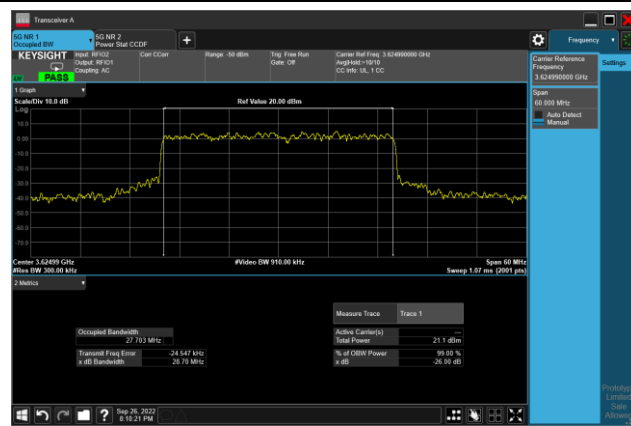 Transceiver A
5G NR 1
Occupied BW
5G NR 2
Power Stat CCDF
Frequency
KEYSIGHT
Input: RFIO2
Output: RFIO1
Coupling: AC
Corr CCorr
Range: -50 dBm
Trig: Free Run
Gate: Off
Carrier Ref Freq: 3.624990000 GHz
Avg|Hold:>10/10
CC Info: UL, 1 CC
PASS
Carrier Reference
Frequency
3.624990000 GHz
Settings
Span
60.000 MHz
Auto Detect
Manual
1 Graph
Scale/Div 10.0 dB
Ref Value 20.00 dBm
Log
10.0
0.00
-10.0
-20.0
-30.0
-40.0
-50.0
-60.0
-70.0
Center 3.62499 GHz
#Res BW 300.00 kHz
#Video BW 910.00 kHz
Span 60 MHz
Sweep 1.07 ms (2001 pts)
2 Metrics
Measure Trace
Trace 1
Occupied Bandwidth
27.703 MHz
Active Carrier(s)
---
Total Power
21.1 dBm
Transmit Freq Error
-24.547 kHz
x dB Bandwidth
28.70 MHz
% of OBW Power
99.00 %
x dB
-26.00 dB
Sep 26, 2022
8:10:21 PM
Prototype
Limited
Sale
Allowed